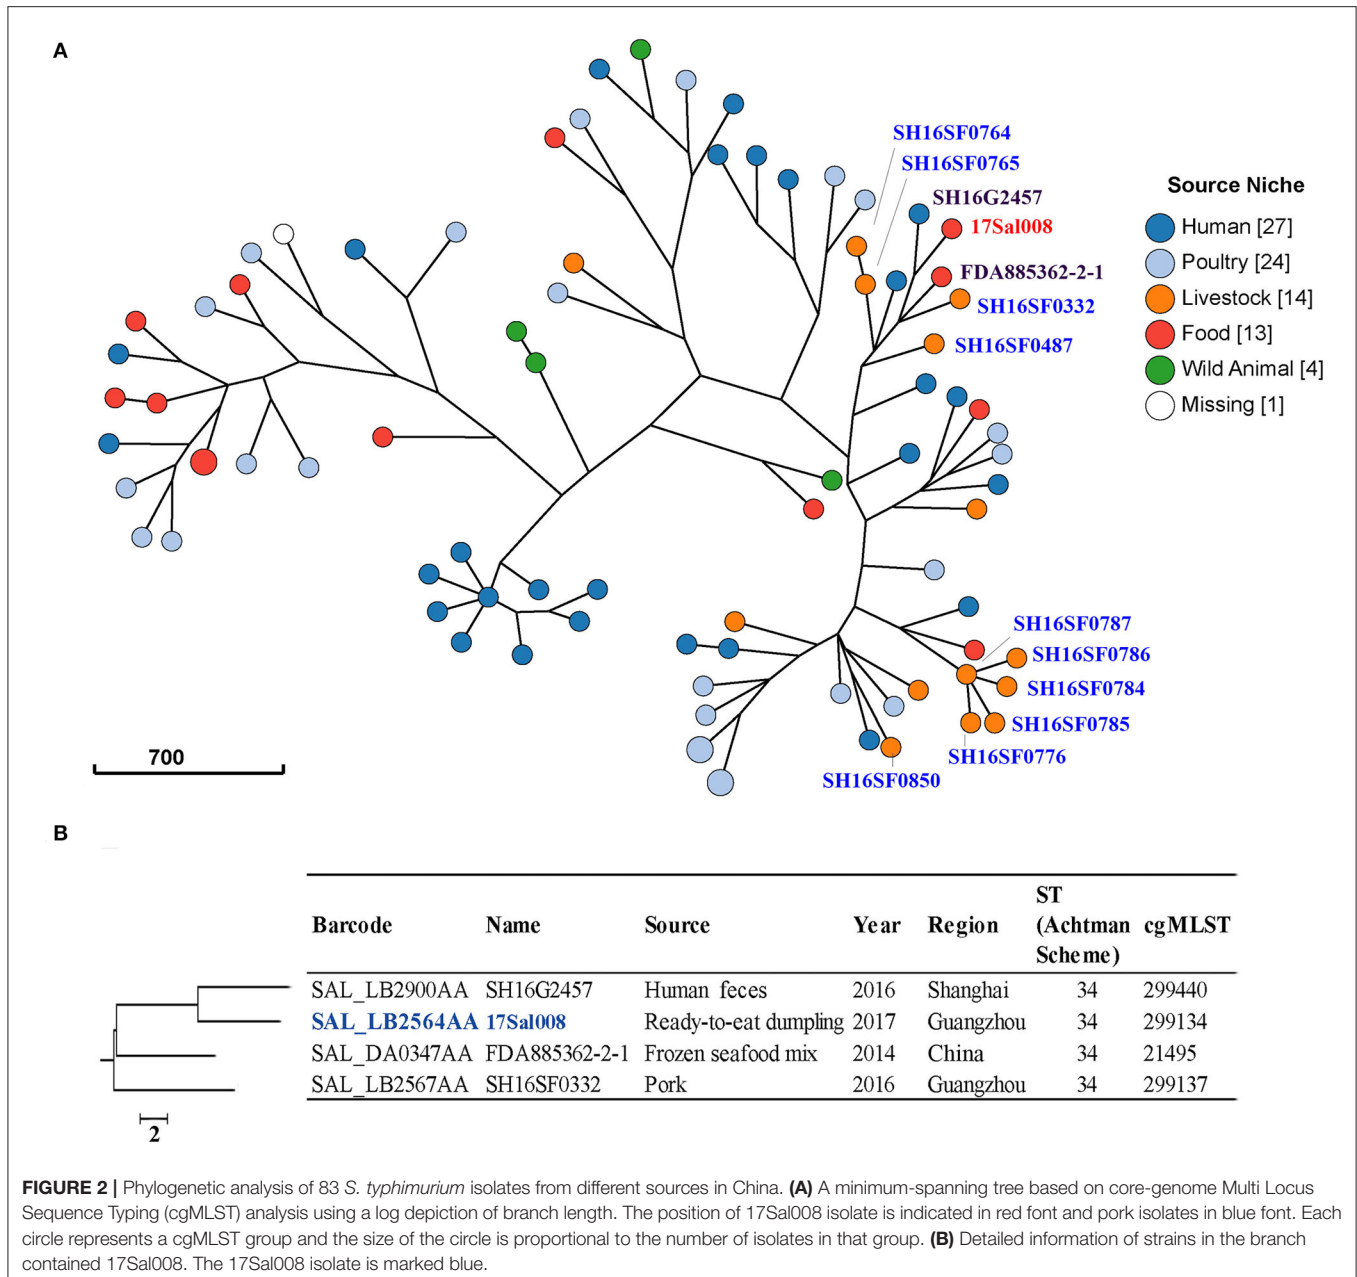 A
SH16SF0764
SH16SF0765
SH16G2457
17Sal008
FDA885362-2-1
SH16SF0332
SH16SF0487
Source Niche
Human [27]
Poultry [24]
Livestock [14]
Food [13]
Wild Animal [4]
Missing [1]
SH16SF0787
SH16SF0786
SH16SF0784
SH16SF0785
SH16SF0776
SH16SF0850
700
B
Barcode Name Source Year Region ST (Achtman Scheme) cgMLST
SAL_LB2900AA SH16G2457 Human feces 2016 Shanghai 34 299440
SAL_LB2564AA 17Sal008 Ready-to-eat dumpling 2017 Guangzhou 34 299134
SAL_DA0347AA FDA885362-2-1 Frozen seafood mix 2014 China 34 21495
SAL_LB2567AA SH16SF0332 Pork 2016 Guangzhou 34 299137
2
FIGURE 2 | Phylogenetic analysis of 83 S. typhimurium isolates from different sources in China. (A) A minimum-spanning tree based on core-genome Multi Locus
Sequence Typing (cgMLST) analysis using a log depiction of branch length. The position of 17Sal008 isolate is indicated in red font and pork isolates in blue font. Each
circle represents a cgMLST group and the size of the circle is proportional to the number of isolates in that group. (B) Detailed information of strains in the branch
contained 17Sal008. The 17Sal008 isolate is marked blue.